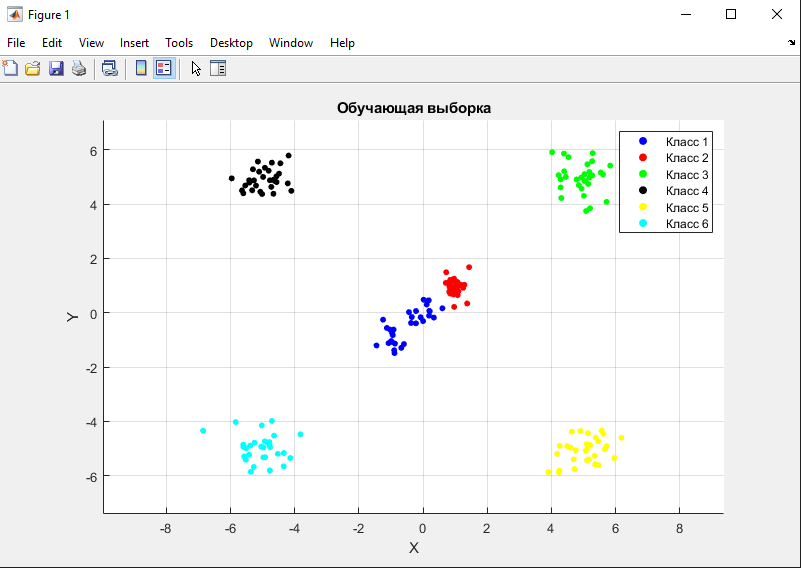 Figure 1
File Edit View Insert Tools Desktop Window Help
Обучающая выборка
Класс 1
Класс 2
Класс 3
Класс 4
Класс 5
Класс 6
6
4
2
0
-2
-4
-6
Y
-8 -6 -4 -2 0 2 4 6 8
X